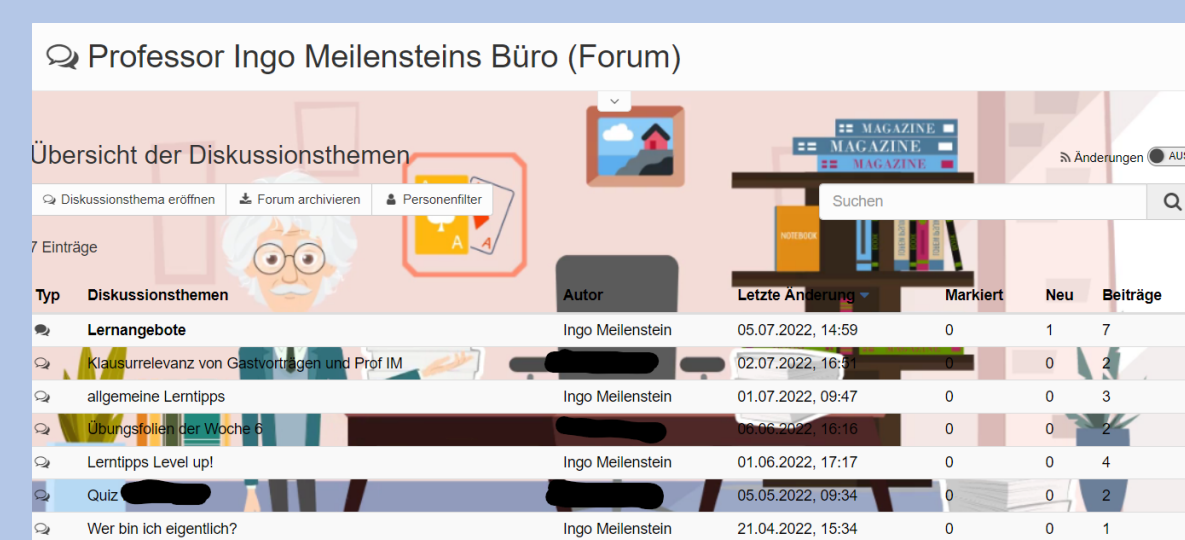 Professor Ingo Meilensteins Büro (Forum)
MAGAZINE
MAGAZINE
MAGAZINE
Übersicht der Diskussionsthemen
Änderungen AUS
Diskussionsthema eröffnen Forum archivieren Personenfilter
Suchen
A A
NOTEBOOK
7 Einträge
Typ Diskussionsthemen Autor Letzte Änderung Markiert Neu Beiträge
Lernangebote Ingo Meilenstein 05.07.2022, 14:59 0 1 7
Klausurrelevanz von Gastvorträgen und Prof IM 02.07.2022, 16:51 0 0 2
allgemeine Lerntipps Ingo Meilenstein 01.07.2022, 09:47 0 0 3
Übungsfolien der Woche 6 06.06.2022, 16:16 0 0 2
Lerntipps Level up! Ingo Meilenstein 01.06.2022, 17:17 0 0 4
Quiz 05.05.2022, 09:34 0 0 2
Wer bin ich eigentlich? Ingo Meilenstein 21.04.2022, 15:34 0 0 1